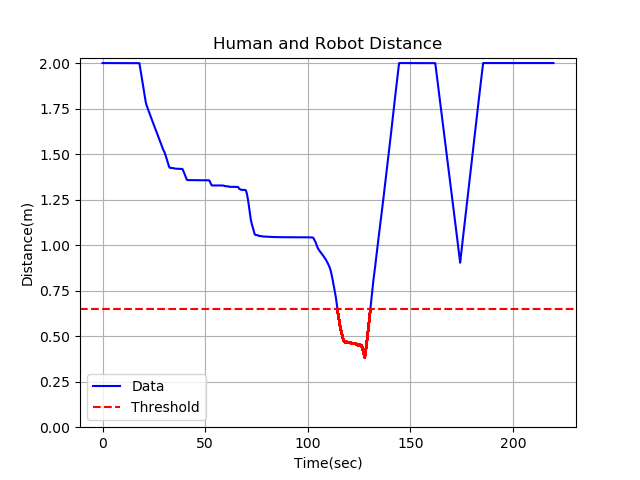 Human and Robot Distance
Distance(m)
2.00
1.75
1.50
1.25
1.00
0.75
0.50
0.25
0.00
Data
Threshold
0 50 100 150 200
Time(sec)